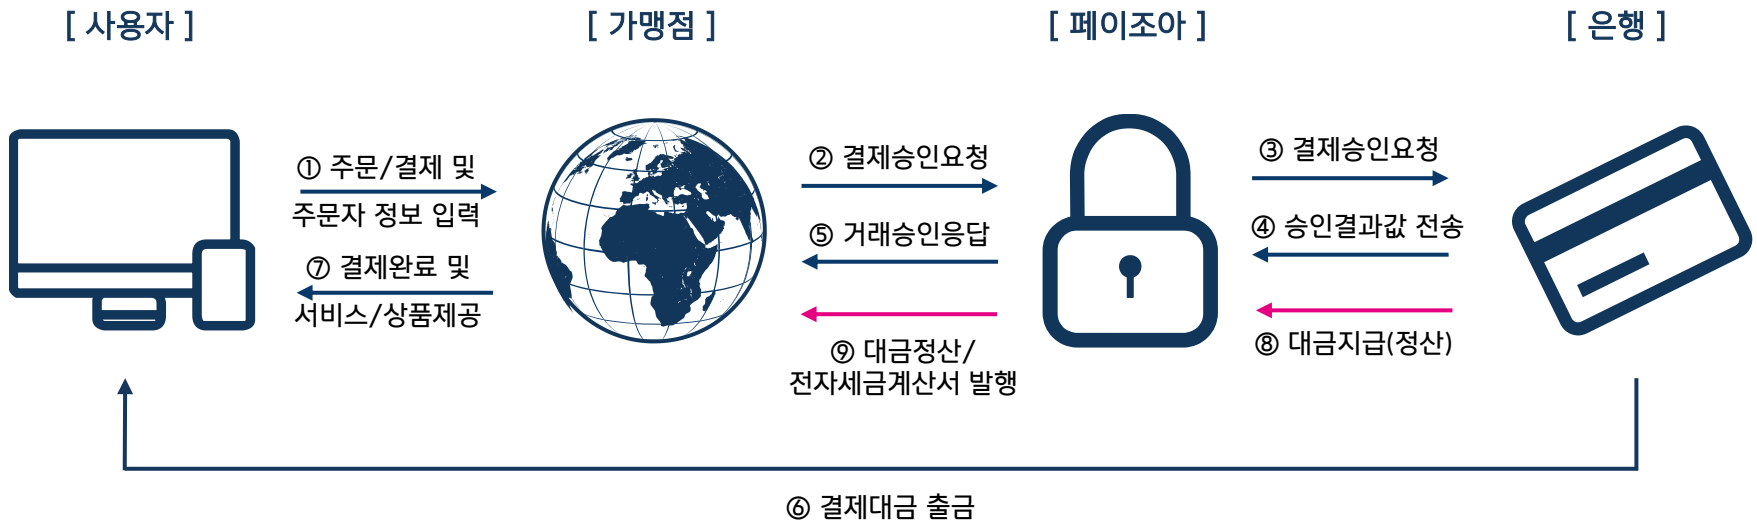 [ 사용자 ]
[ 가맹점 ]
[ 페이조아 ]
[ 은행 ]
① 주문/결제 및
주문자 정보 입력
⑦ 결제완료 및
서비스/상품제공
② 결제승인요청
⑤ 거래승인응답
⑨ 대금정산/
전자세금계산서 발행
③ 결제승인요청
④ 승인결과값 전송
⑧ 대금지급(정산)
⑥ 결제대금 출금